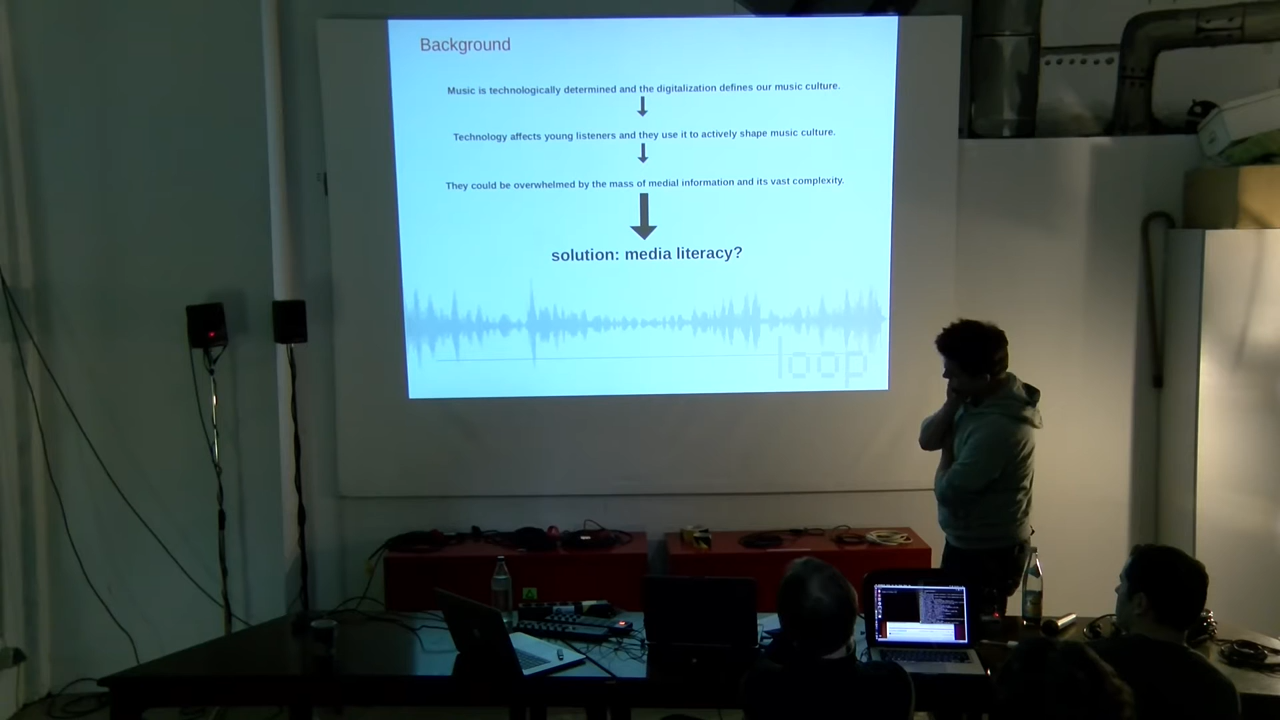 Background
Music is technologically determined and the digitalization defines our music culture.
Technology affects young listeners and they use it to actively shape music culture.
They could be overwhelmed by the mass of medial information and its vast complexity.
solution: media literacy?
loop